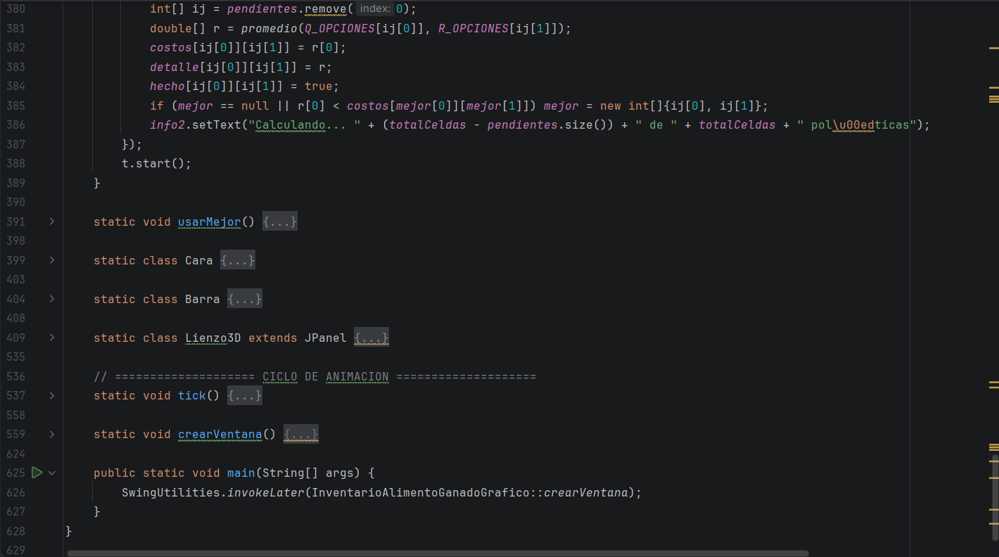 380 int[] ij = pendientes.remove( index: 0);
381 double[] r = promedio(Q_OPCIONES[ij[0]], R_OPCIONES[ij[1]]);
382 costos[ij[0]][ij[1]] = r[0];
383 detalle[ij[0]][ij[1]] = r;
384 hecho[ij[0]][ij[1]] = true;
385 if (mejor == null || r[0] < costos[mejor[0]][mejor[1]]) mejor = new int[]{ij[0], ij[1]};
386 info2.setText("Calculando... " + (totalCeldas - pendientes.size()) + " de " + totalCeldas + " pol\u00edticas");
387 });
388 t.start();
389 }
390
391 static void usarMejor() {...}
398
399 static class Cara {...}
403
404 static class Barra {...}
408
409 static class Lienzo3D extends JPanel {...}
535
536 // ==================== CICLO DE ANIMACION ====================
537 static void tick() {...}
558
559 static void crearVentana() {...}
624
625 public static void main(String[] args) {
626 SwingUtilities.invokeLater(InventarioAlimentoGanadoGrafico::crearVentana);
627 }
628 }
629